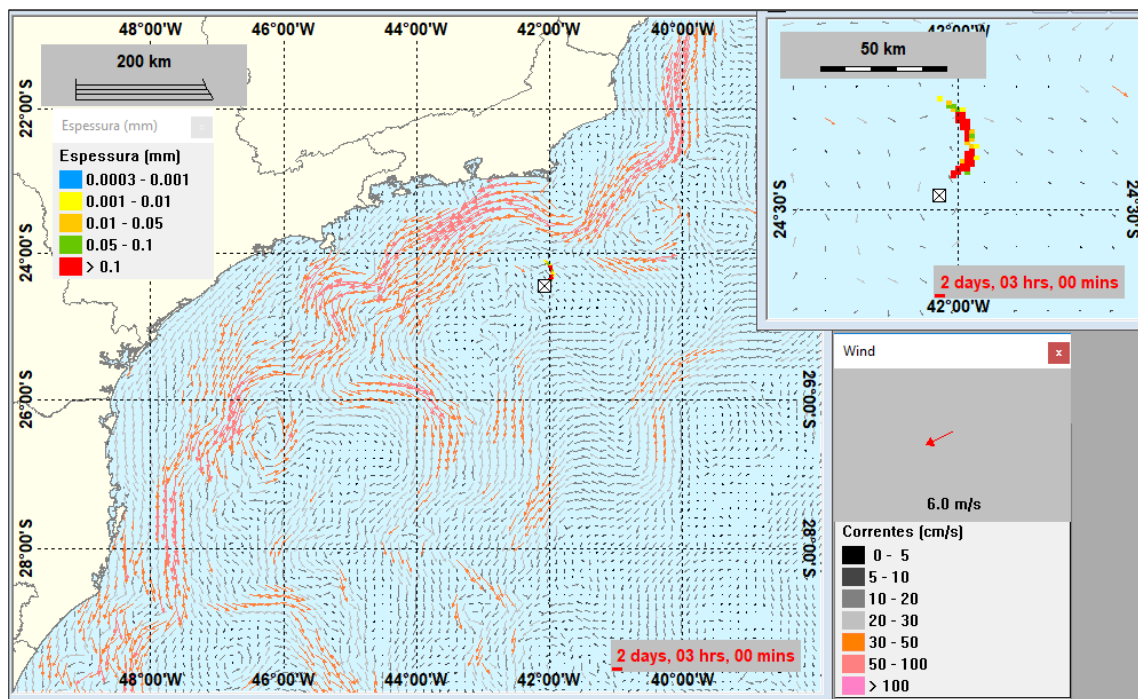 48°00'W 46°00'W 44°00'W 42°00'W 40°00'W
200 km
22°00'S
24°00'S
26°00'S
28°00'S
Espessura (mm)
x
Espessura (mm)
0.0003 - 0.001
0.001 - 0.01
0.01 - 0.05
0.05 - 0.1
> 0.1
26°00'S
28°00'S
2 days, 03 hrs, 00 mins
48°00'W 46°00'W 44°00'W 42°00'W 40°00'W
42°00'W
50 km
24°30'S
24°30'S
2 days, 03 hrs, 00 mins
42°00'W
Wind
x
6.0 m/s
Correntes (cm/s)
0 - 5
5 - 10
10 - 20
20 - 30
30 - 50
50 - 100
> 100